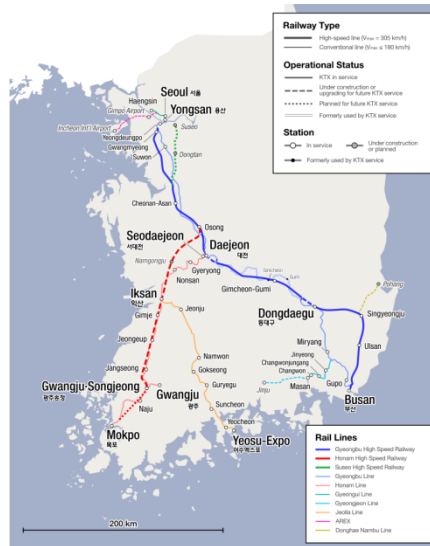 Railway Type
High-speed line (Vmax = 305 km/h)
Conventional line (Vmax ≤ 180 km/h)
Operational Status
KTX in service
Under construction or
upgrading for future KTX service
Planned for future KTX service
Formerly used by KTX service
Station
In service
Under construction
or planned
Formerly used by KTX service
Seoul 서울
Haengsin
Gimpo Airport
Yongsan 용산
Incheon Int'l Airport
Suseo
Yeongdeungpo
Gwangmyeong
Suwon
Dongtan
Cheonan-Asan
Osong
Seodaejeon
서대전
Daejeon
대전
Namgongju
Gyeryong
Nonsan
Gimcheon
Gumi
Gimcheon-Gumi
Pohang
Iksan
익산
Dongdaegu
동대구
Singyeongju
Gimje
Jeonju
Jeongeup
Miryang
Ulsan
Jinyeong
Changwonjungang
Changwon
Namwon
Jangseong
Gokseong
Jinju
Masan
Gupo
Gwangju-Songjeong
광주송정
Gwangju
광주
Guryegu
Busan
부산
Naju
Suncheon
Yeocheon
Mokpo
목포
Yeosu-Expo
여수엑스포
Rail Lines
Gyeongbu High Speed Railway
Honam High Speed Railway
Suseo High Speed Railway
Gyeongbu Line
Honam Line
Gyeongui Line
Gyeongjeon Line
Jeolla Line
AREX
Donghae Nambu Line
200 km